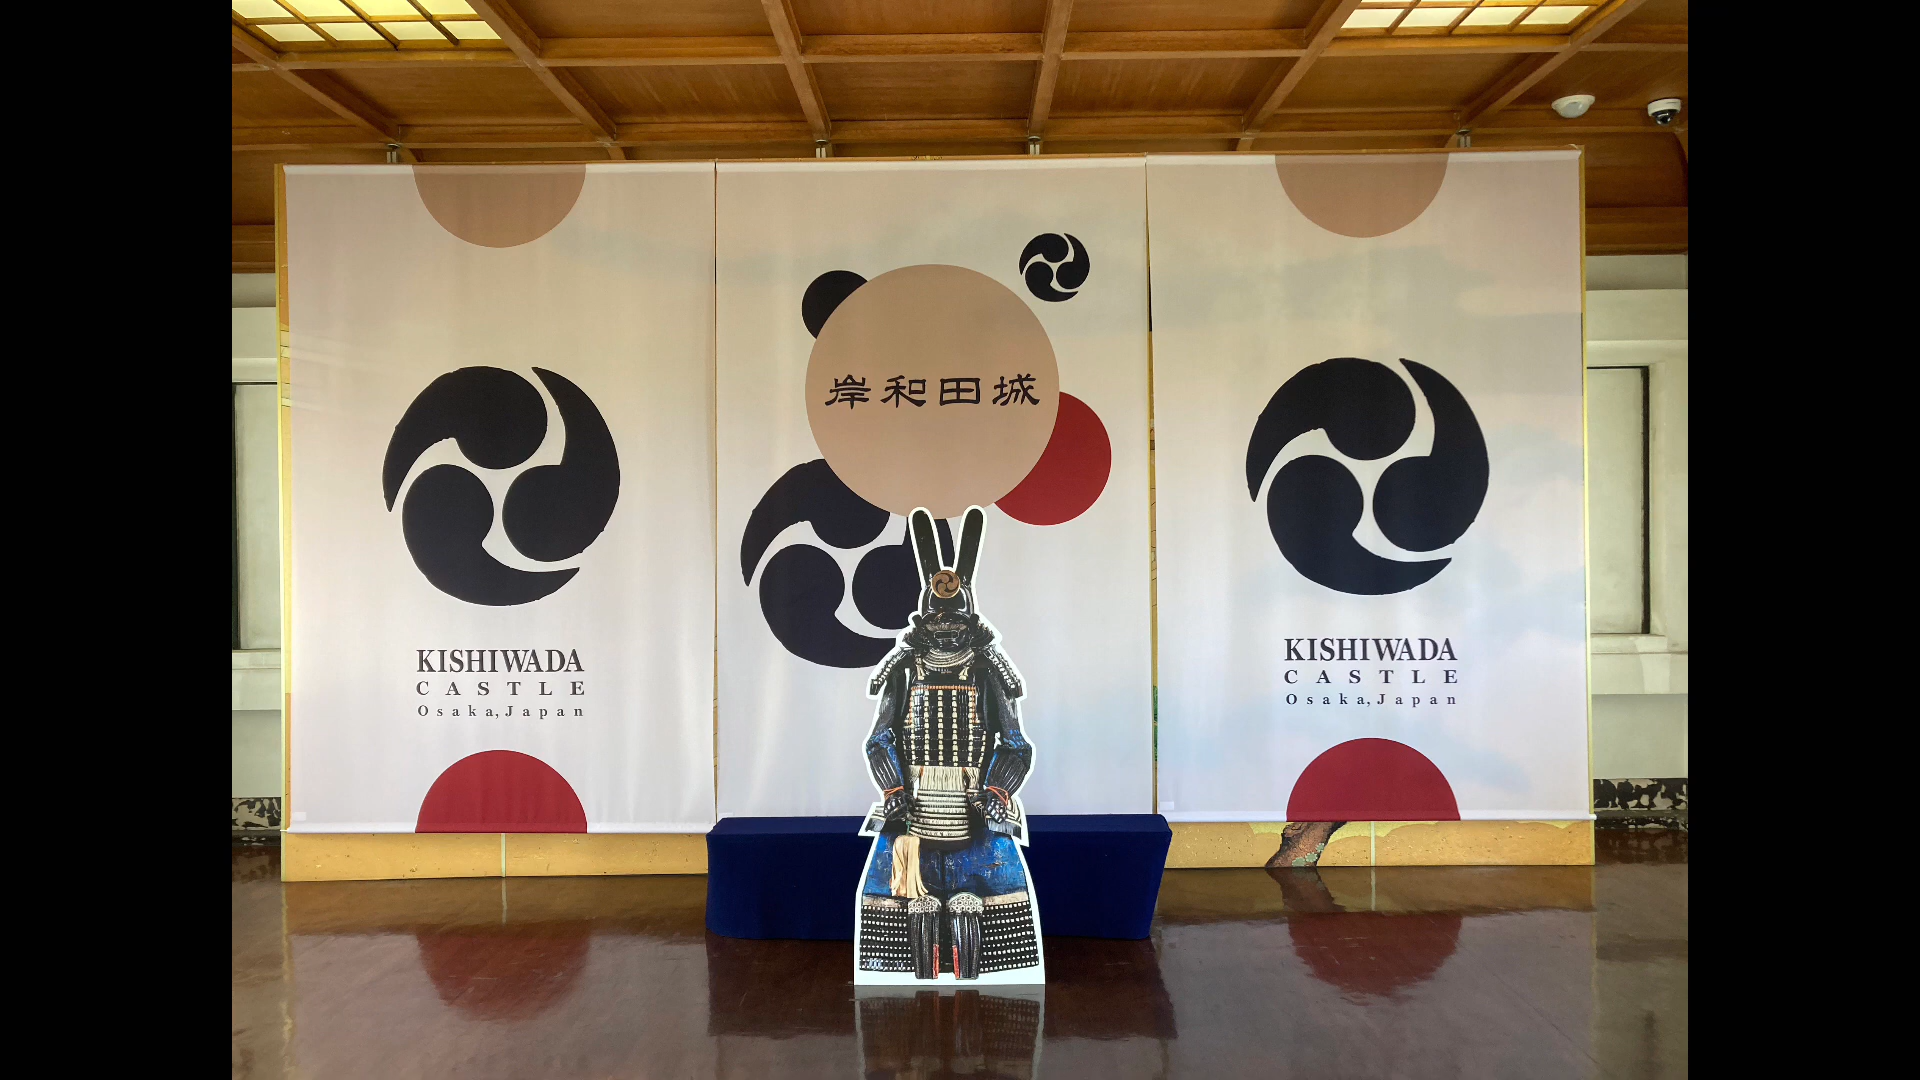 KISHIWADA
CASTLE
Osaka, Japan
岸和田城
KISHIWADA
CASTLE
Osaka, Japan